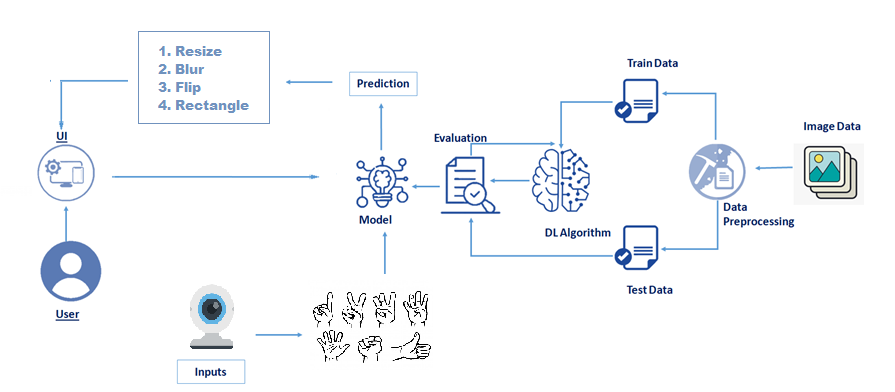 1. Resize
2. Blur
3. Flip
4. Rectangle
Prediction
Train Data
Image Data
UI
Evaluation
Model
DL Algorithm
Data
Preprocessing
User
Test Data
Inputs